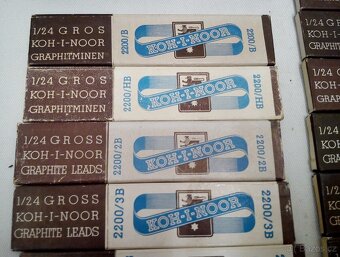 1/24 GROS
KOH-I-NOOR
GRAPHITMINEN
2200/B
KOH-I-NOOR
2200/B
1/24 GROS
KOH-I-NOOR
GRAPHITMINEN
2200/HB
KOH-I-NOOR
2200/HB
1/24 GROSS
KOH-I-NOOR
GRAPHITE LEADS.
2200/2B
KOH-I-NOOR
2200/2B
1/24 GROSS
KOH-I-NOOR
GRAPHITE LEADS.
2200/3B
KOH-I-NOOR
2200/3B